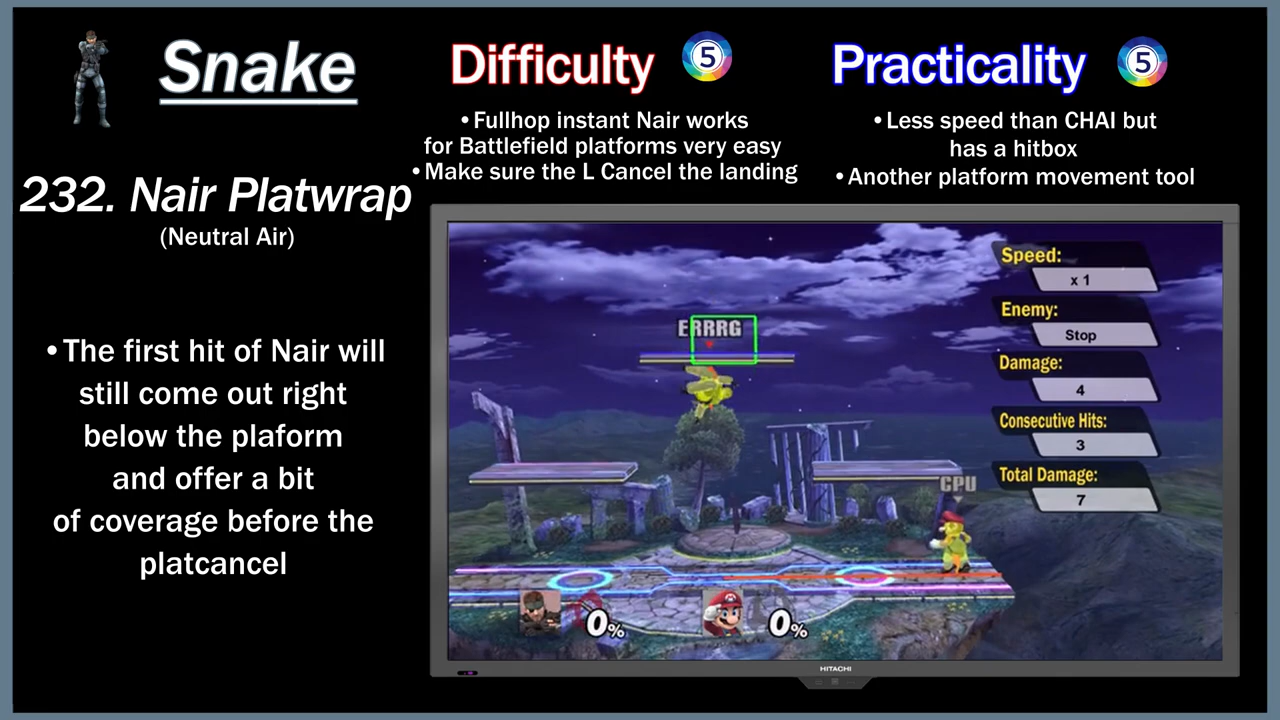 Snake
232. Nair Platwrap
(Neutral Air)
•The first hit of Nair will
still come out right
below the plaform
and offer a bit
of coverage before the
platcancel
Difficulty 5
•Fullhop instant Nair works
for Battlefield platforms very easy
•Make sure the L Cancel the landing
Practicality 5
•Less speed than CHAI but
has a hitbox
•Another platform movement tool
ERRRG
Speed:
x 1
Enemy:
Stop
Damage:
4
Consecutive Hits:
3
Total Damage:
7
CPU
0%
0%
HITACHI